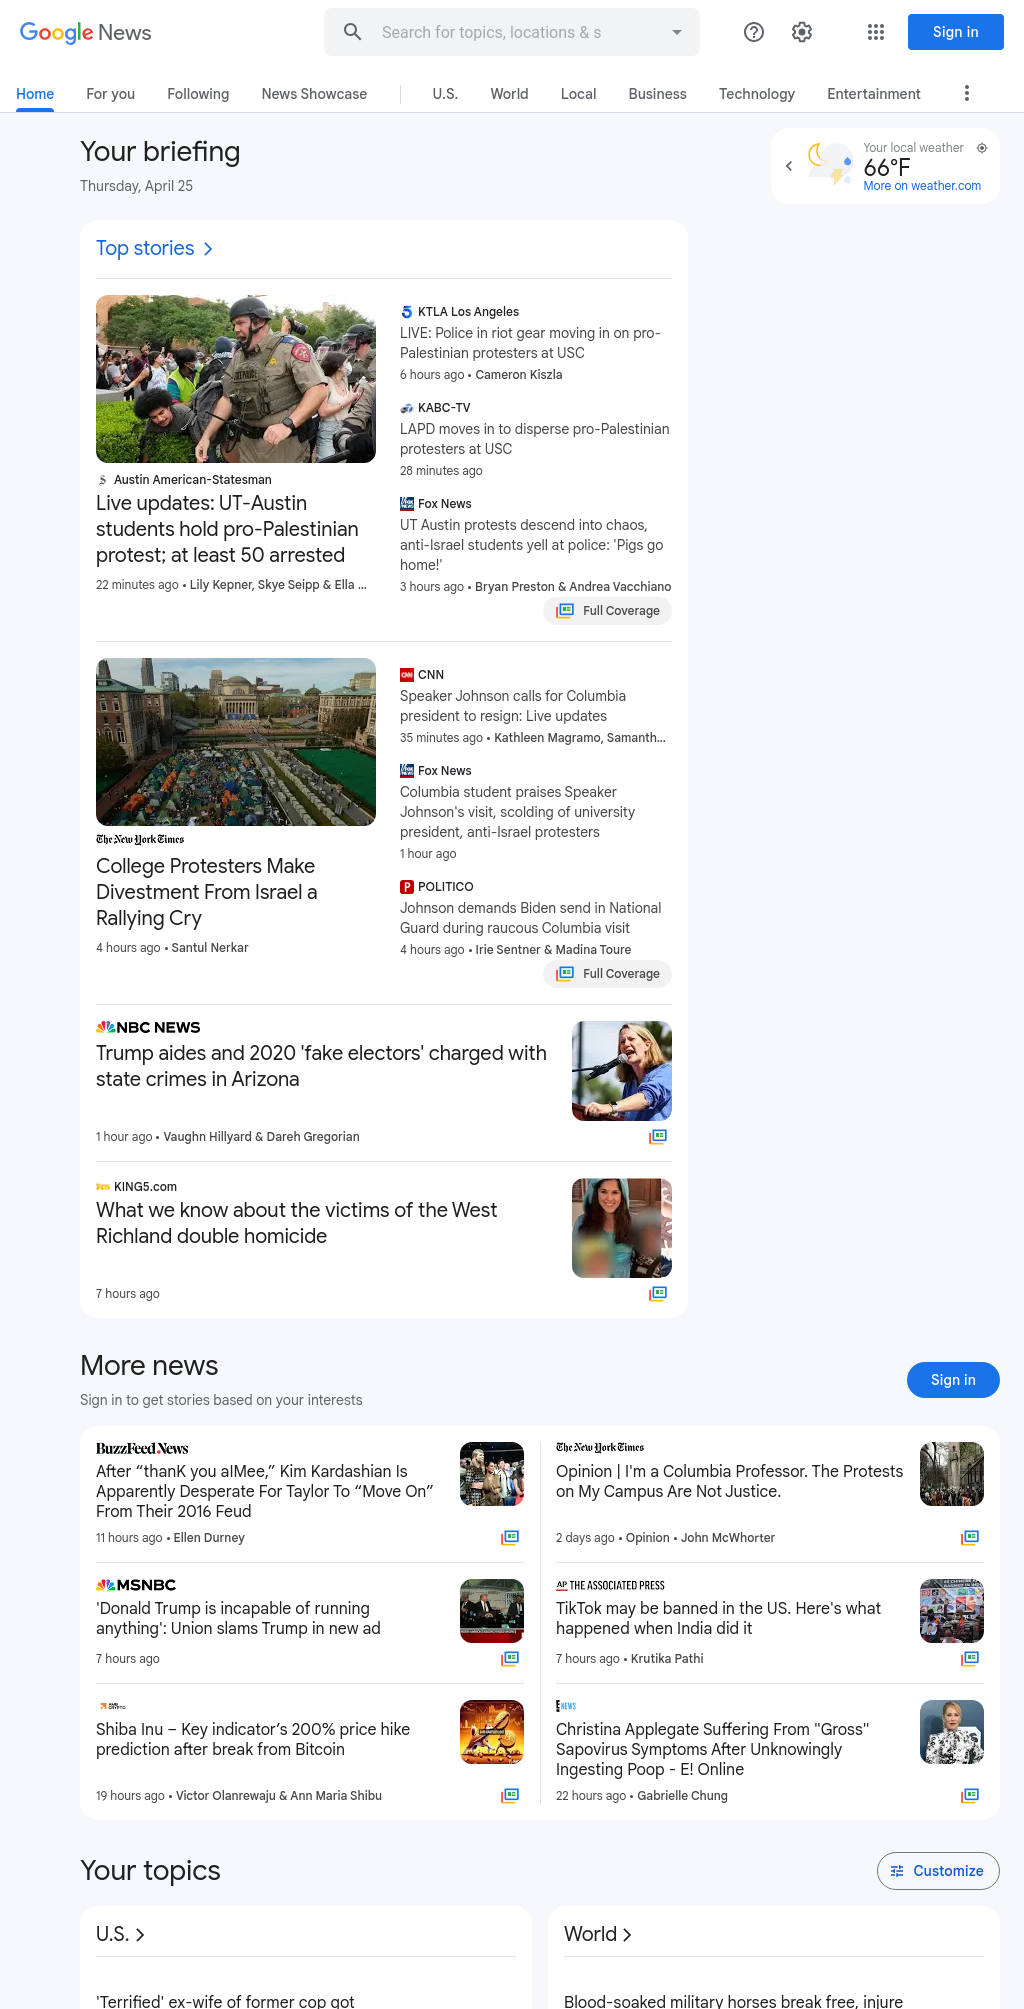 Google News
Search for topics, locations & s
Sign in
Home
For you
Following
News Showcase
U.S.
World
Local
Business
Technology
Entertainment
Your briefing
Thursday, April 25
Your local weather
66°F
More on weather.com
Top stories
Austin American-Statesman
Live updates: UT-Austin
students hold pro-Palestinian
protest; at least 50 arrested
22 minutes ago • Lily Kepner, Skye Seipp & Ella ...
KTLA Los Angeles
LIVE: Police in riot gear moving in on pro-
Palestinian protesters at USC
6 hours ago • Cameron Kiszla
KABC-TV
LAPD moves in to disperse pro-Palestinian
protesters at USC
28 minutes ago
Fox News
UT Austin protests descend into chaos,
anti-Israel students yell at police: 'Pigs go
home!'
3 hours ago • Bryan Preston & Andrea Vacchiano
Full Coverage
The New York Times
College Protesters Make
Divestment From Israel a
Rallying Cry
4 hours ago • Santul Nerkar
CNN
Speaker Johnson calls for Columbia
president to resign: Live updates
35 minutes ago • Kathleen Magramo, Samanth...
Fox News
Columbia student praises Speaker
Johnson's visit, scolding of university
president, anti-Israel protesters
1 hour ago
POLITICO
Johnson demands Biden send in National
Guard during raucous Columbia visit
4 hours ago • Irie Sentner & Madina Toure
Full Coverage
NBC NEWS
Trump aides and 2020 'fake electors' charged with
state crimes in Arizona
1 hour ago • Vaughn Hillyard & Dareh Gregorian
KING5.com
What we know about the victims of the West
Richland double homicide
7 hours ago
More news
Sign in to get stories based on your interests
Sign in
BuzzFeed News
After “thanK you aIMee,” Kim Kardashian Is
Apparently Desperate For Taylor To “Move On”
From Their 2016 Feud
11 hours ago • Ellen Durney
The New York Times
Opinion | I'm a Columbia Professor. The Protests
on My Campus Are Not Justice.
2 days ago • Opinion • John McWhorter
MSNBC
'Donald Trump is incapable of running
anything': Union slams Trump in new ad
7 hours ago
AP THE ASSOCIATED PRESS
TikTok may be banned in the US. Here's what
happened when India did it
7 hours ago • Krutika Pathi
AMB CRYPTO
Shiba Inu – Key indicator’s 200% price hike
prediction after break from Bitcoin
19 hours ago • Victor Olanrewaju & Ann Maria Shibu
E NEWS
Christina Applegate Suffering From "Gross"
Sapovirus Symptoms After Unknowingly
Ingesting Poop - E! Online
22 hours ago • Gabrielle Chung
Your topics
Customize
U.S.
'Terrified' ex-wife of former cop got
World
Blood-soaked military horses break free, injure